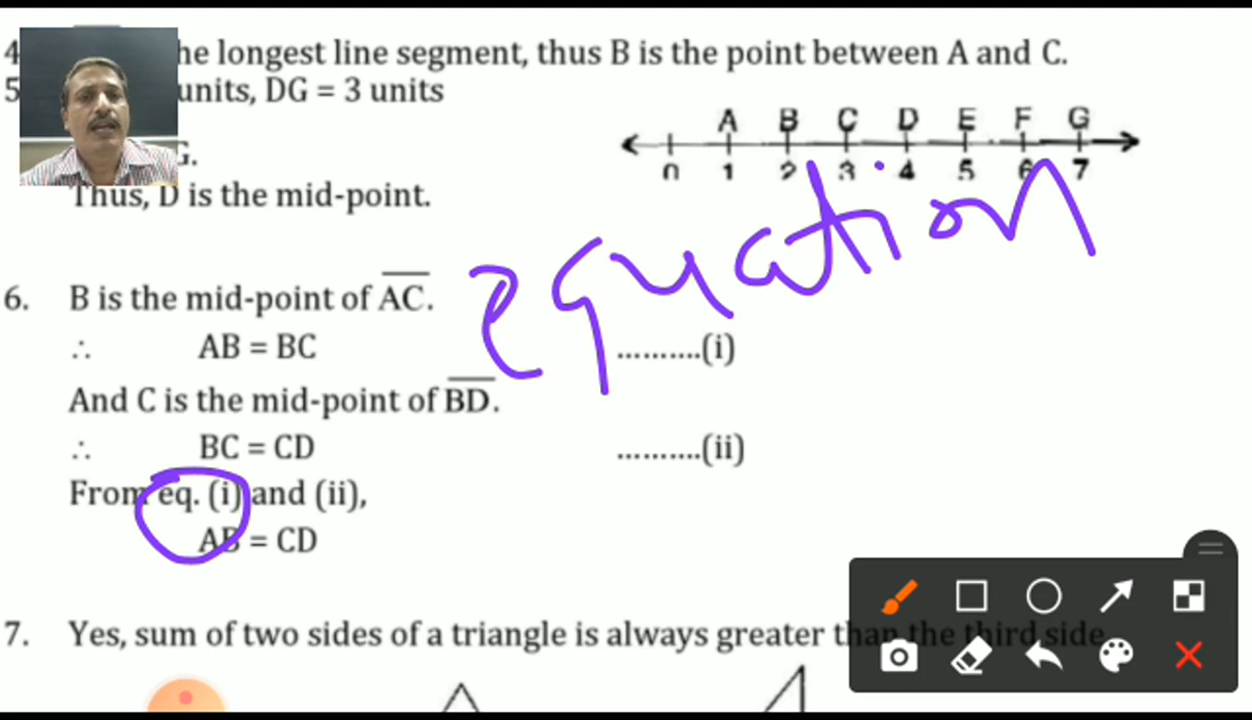 4
he longest line segment, thus B is the point between A and C.
5
units, DG = 3 units
G.
Thus, D is the mid-point.
A B C D E F G
0 1 2 3 4 5 6 7
equation
6. B is the mid-point of AC.
∴ AB = BC ..........(i)
And C is the mid-point of BD.
∴ BC = CD ..........(ii)
From eq. (i) and (ii),
AB = CD
7. Yes, sum of two sides of a triangle is always greater than the third side